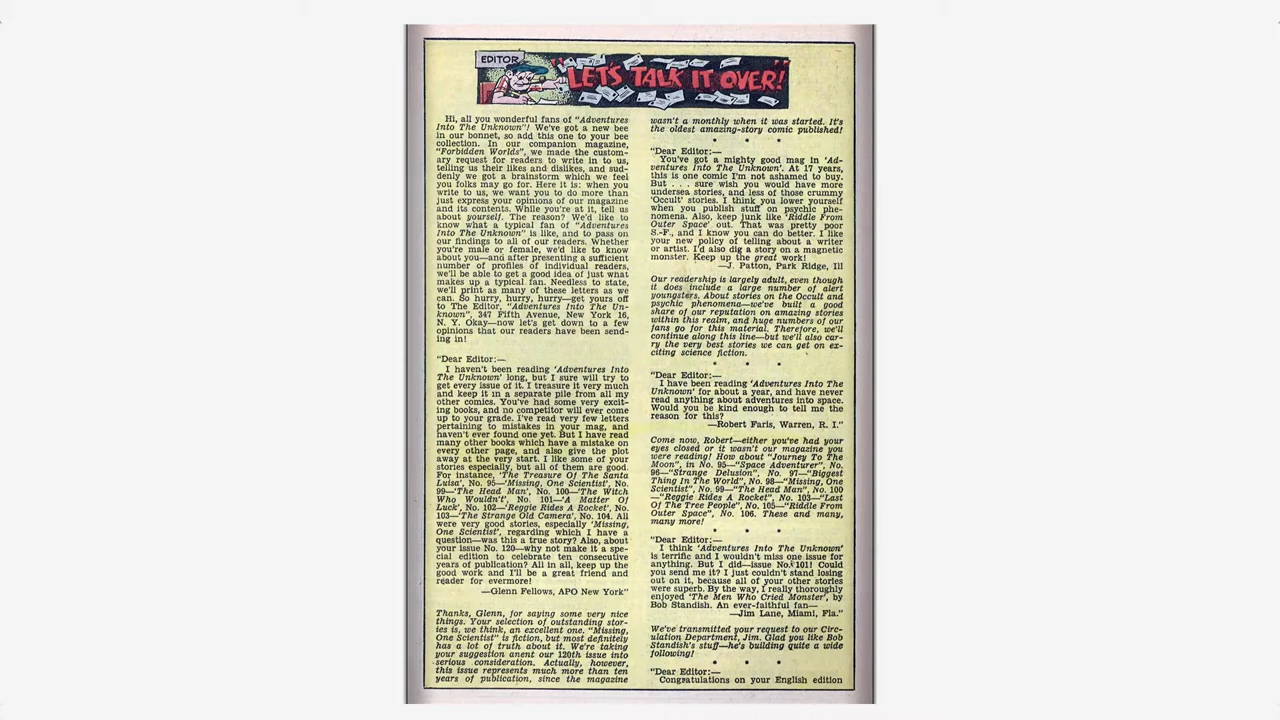 EDITOR
"LET'S TALK IT OVER!"
Hi, all you wonderful fans of "Adventures
Into The Unknown"! We've got a new bee
in our bonnet, so add this one to your bee
collection. In our companion magazine,
"Forbidden Worlds", we made the custom-
ary request for readers to write in to us,
telling us their likes and dislikes, and sud-
denly we got a brainstorm which we feel
you folks may go for. Here it is: when you
write to us, we want you to do more than
just express your opinions of our magazine
and its contents. While you're at it, tell us
about yourself. The reason? We'd like to
know what a typical fan of "Adventures
Into The Unknown" is like, and to pass on
our findings to all of our readers. Whether
you're male or female, we'd like to know
about you—and after presenting a sufficient
number of profiles of individual readers,
we'll be able to get a good idea of just what
makes up a typical fan. Needless to state,
we'll print as many of these letters as we
can. So hurry, hurry, hurry—get yours off
to The Editor, "Adventures Into The Un-
known", 347 Fifth Avenue, New York 16,
N. Y. Okay—now let's get down to a few
opinions that our readers have been send-
ing in!
"Dear Editor:—
I haven't been reading 'Adventures Into
The Unknown' long, but I sure will try to
get every issue of it. I treasure it very much
and keep it in a separate pile from all my
other comics. You've had some very excit-
ing books, and no competitor will ever come
up to your grade. I've read very few letters
pertaining to mistakes in your mag, and
haven't ever found one yet. But I have read
many other books which have a mistake on
every other page, and also give the plot
away at the very start. I like some of your
stories especially, but all of them are good.
For instance, 'The Treasure Of The Santa
Luisa', No. 95—'Missing, One Scientist', No.
99—'The Head Man', No. 100—'The Witch
Who Wouldn't', No. 101—'A Matter Of
Luck', No. 102—'Reggie Rides A Rocket', No.
103—'The Strange Old Camera', No. 104. All
were very good stories, especially 'Missing,
One Scientist', regarding which I have a
question—was this a true story? Also, about
your issue No. 120—why not make it a spe-
cial edition to celebrate ten consecutive
years of publication? All in all, keep up the
good work and I'll be a great friend and
reader for evermore!
—Glenn Fellows, APO New York"
Thanks, Glenn, for saying some very nice
things. Your selection of outstanding stor-
ies is, we think, an excellent one. "Missing,
One Scientist" is fiction, but most definitely
has a lot of truth about it. We're taking
your suggestion anent our 120th issue into
serious consideration. Actually, however,
this issue represents much more than ten
years of publication, since the magazine
wasn't a monthly when it was started. It's
the oldest amazing-story comic published!
* * *
"Dear Editor:—
You've got a mighty good mag in 'Ad-
ventures Into The Unknown'. At 17 years,
this is one comic I'm not ashamed to buy.
But . . . sure wish you would have more
undersea stories, and less of those crummy
'Occult' stories. I think you lower yourself
when you publish stuff on psychic phe-
nomena. Also, keep junk like 'Riddle From
Outer Space' out. That was pretty poor
S.-F., and I know you can do better. I like
your new policy of telling about a writer
or artist. I'd also dig a story on a magnetic
monster. Keep up the great work!
—J. Patton, Park Ridge, Ill
Our readership is largely adult, even though
it does include a large number of alert
youngsters. About stories on the Occult and
psychic phenomena—we've built a good
share of our reputation on amazing stories
within this realm, and huge numbers of our
fans go for this material. Therefore, we'll
continue along this line—but we'll also car-
ry the very best stories we can get on ex-
citing science fiction.
* * *
"Dear Editor:—
I have been reading 'Adventures Into The
Unknown' for about a year, and have never
read anything about adventures into space.
Would you be kind enough to tell me the
reason for this?
—Robert Faris, Warren, R. I."
Come now, Robert—either you've had your
eyes closed or it wasn't our magazine you
were reading! How about "Journey To The
Moon", in No. 95—"Space Adventurer", No.
96—"Strange Delusion", No. 97—"Biggest
Thing In The World", No. 98—"Missing, One
Scientist", No. 99—"The Head Man", No. 100
—"Reggie Rides A Rocket", No. 103—"Last
Of The Tree People", No. 105—"Riddle From
Outer Space", No. 106. These and many,
many more!
* * *
"Dear Editor:—
I think 'Adventures Into The Unknown'
is terrific and I wouldn't miss one issue for
anything. But I did—issue No. 101! Could
you send me it? I just couldn't stand losing
out on it, because all of your other stories
were superb. By the way, I really thoroughly
enjoyed 'The Men Who Cried Monster', by
Bob Standish. An ever-faithful fan—
—Jim Lane, Miami, Fla."
We've transmitted your request to our Circ-
ulation Department, Jim. Glad you like Bob
Standish's stuff—he's building quite a wide
following!
* * *
"Dear Editor:—
Congratulations on your English edition